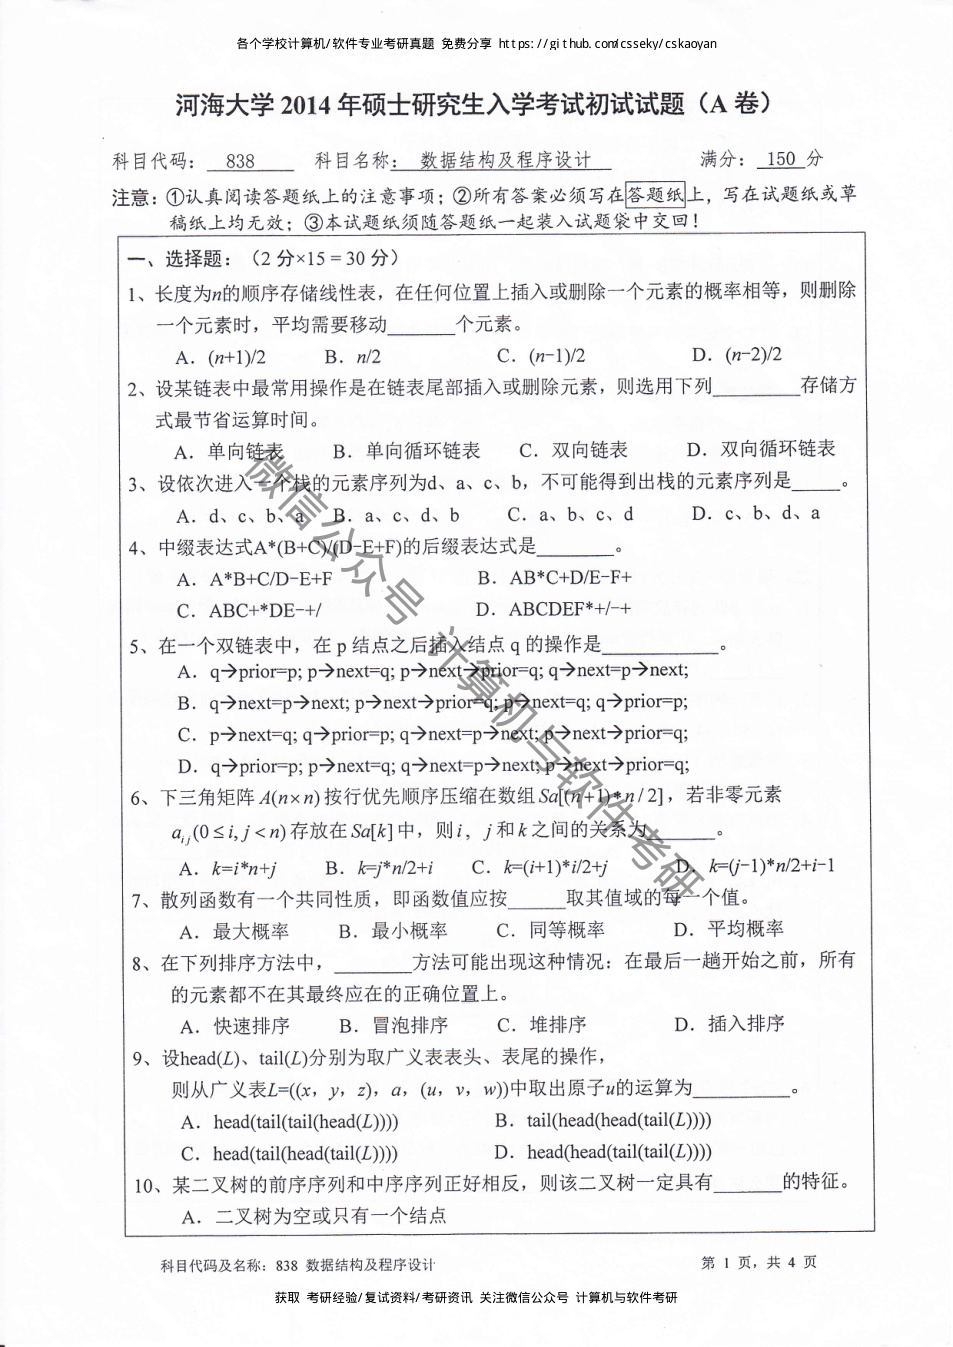 各个学校计算机/软件专业考研真题 免费分享 https://github.com/csseky/cskaoyan
河海大学 2014 年硕士研究生入学考试初试试题（A 卷）
科目代码： 838 科目名称： 数据结构及程序设计 满分： 150 分
注意：①认真阅读答题纸上的注意事项；②所有答案必须写在答题纸上，写在试题纸或草
稿纸上均无效；③本试题纸须随答题纸一起装入试题袋中交回！
一、选择题：（2 分×15 = 30 分）
1、长度为n的顺序存储线性表，在任何位置上插入或删除一个元素的概率相等，则删除
一个元素时，平均需要移动______个元素。
A．(n+1)/2 B．n/2 C．(n−1)/2 D．(n−2)/2
2、设某链表中最常用操作是在链表尾部插入或删除元素，则选用下列________存储方
式最节省运算时间。
A．单向链表 B．单向循环链表 C．双向链表 D．双向循环链表
3、设依次进入一个栈的元素序列为d、a、c、b，不可能得到出栈的元素序列是____。
A．d、c、b、a B．a、c、d、b C．a、b、c、d D．c、b、d、a
4、中缀表达式A*(B+C)/(D−E+F)的后缀表达式是_______。
A．A*B+C/D−E+F B．AB*C+D/E−F+
C．ABC+*DE−+/ D．ABCDEF*+/−+
5、在一个双链表中，在 p 结点之后插入结点 q 的操作是___________。
A．q→prior=p; p→next=q; p→next→prior=q; q→next=p→next;
B．q→next=p→next; p→next→prior=q; p→next=q; q→prior=p;
C．p→next=q; q→prior=p; q→next=p→next; p→next→prior=q;
D．q→prior=p; p→next=q; q→next=p→next; p→next→prior=q;
6、下三角矩阵 A(n×n) 按行优先顺序压缩在数组 Sa[(n+1)*n/2]，若非零元素
aij (0 ≤ i, j < n) 存放在 Sa[k] 中，则 i，j 和 k 之间的关系为______。
A．k=i*n+j B．k=j*n/2+i C．k=(i+1)*i/2+j D．k=(j−1)*n/2+i−1
7、散列函数有一个共同性质，即函数值应按_____取其值域的每一个值。
A．最大概率 B．最小概率 C．同等概率 D．平均概率
8、在下列排序方法中，_______方法可能出现这种情况：在最后一趟开始之前，所有
的元素都不在其最终应在的正确位置上。
A．快速排序 B．冒泡排序 C．堆排序 D．插入排序
9、设head(L)、tail(L)分别为取广义表表头、表尾的操作，
则从广义表L=((x，y，z)，a，(u，v，w))中取出原子u的运算为_________。
A．head(tail(tail(head(L)))) B．tail(head(head(tail(L))))
C．head(tail(head(tail(L)))) D．head(head(tail(tail(L))))
10、某二叉树的前序序列和中序序列正好相反，则该二叉树一定具有______的特征。
A．二叉树为空或只有一个结点
微信公众号 计算机与软件考研
科目代码及名称：838 数据结构及程序设计 第 1 页，共 4 页
获取 考研经验/复试资料/考研资讯 关注微信公众号 计算机与软件考研